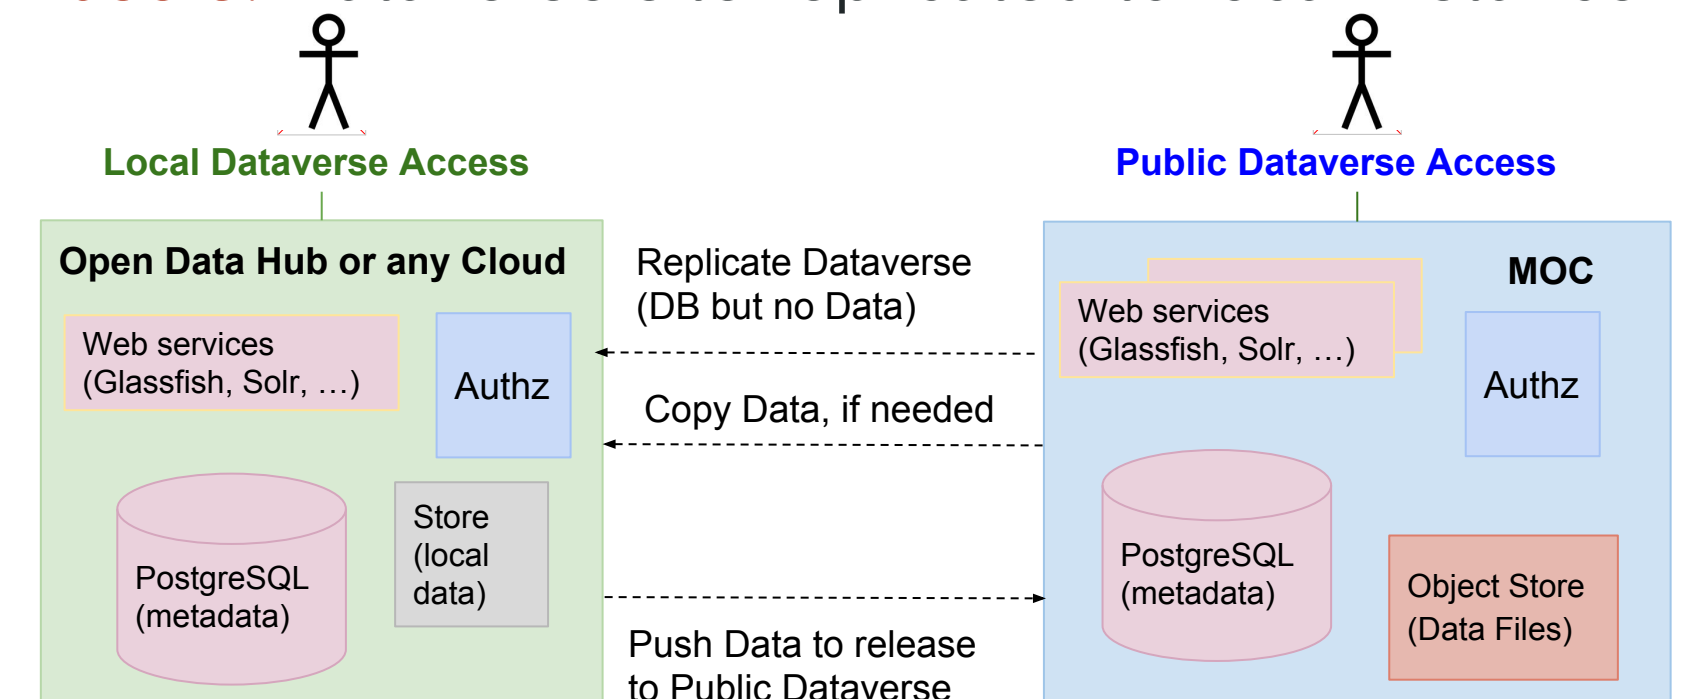 Local Dataverse Access
Public Dataverse Access
Open Data Hub or any Cloud
Web services
(Glassfish, Solr, …)
Authz
PostgreSQL
(metadata)
Store
(local
data)
Replicate Dataverse
(DB but no Data)
Copy Data, if needed
Push Data to release
to Public Dataverse
MOC
Web services
(Glassfish, Solr, …)
Authz
PostgreSQL
(metadata)
Object Store
(Data Files)